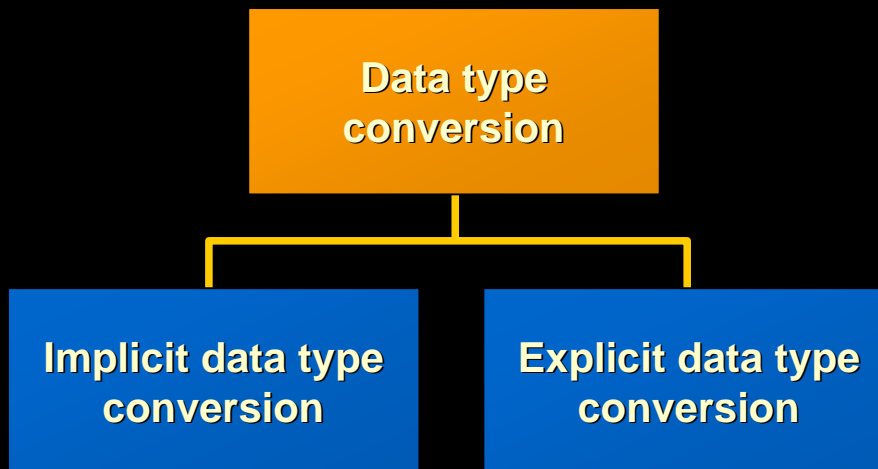 Data type
conversion
Implicit data type
conversion
Explicit data type
conversion